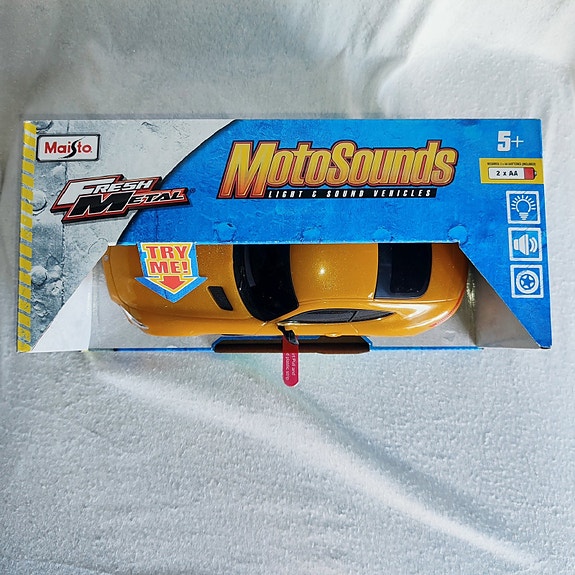 Maisto
FRESH
METAL
MotoSounds
LIGHT & SOUND VEHICLES
5+
2 x AA
TRY
ME!